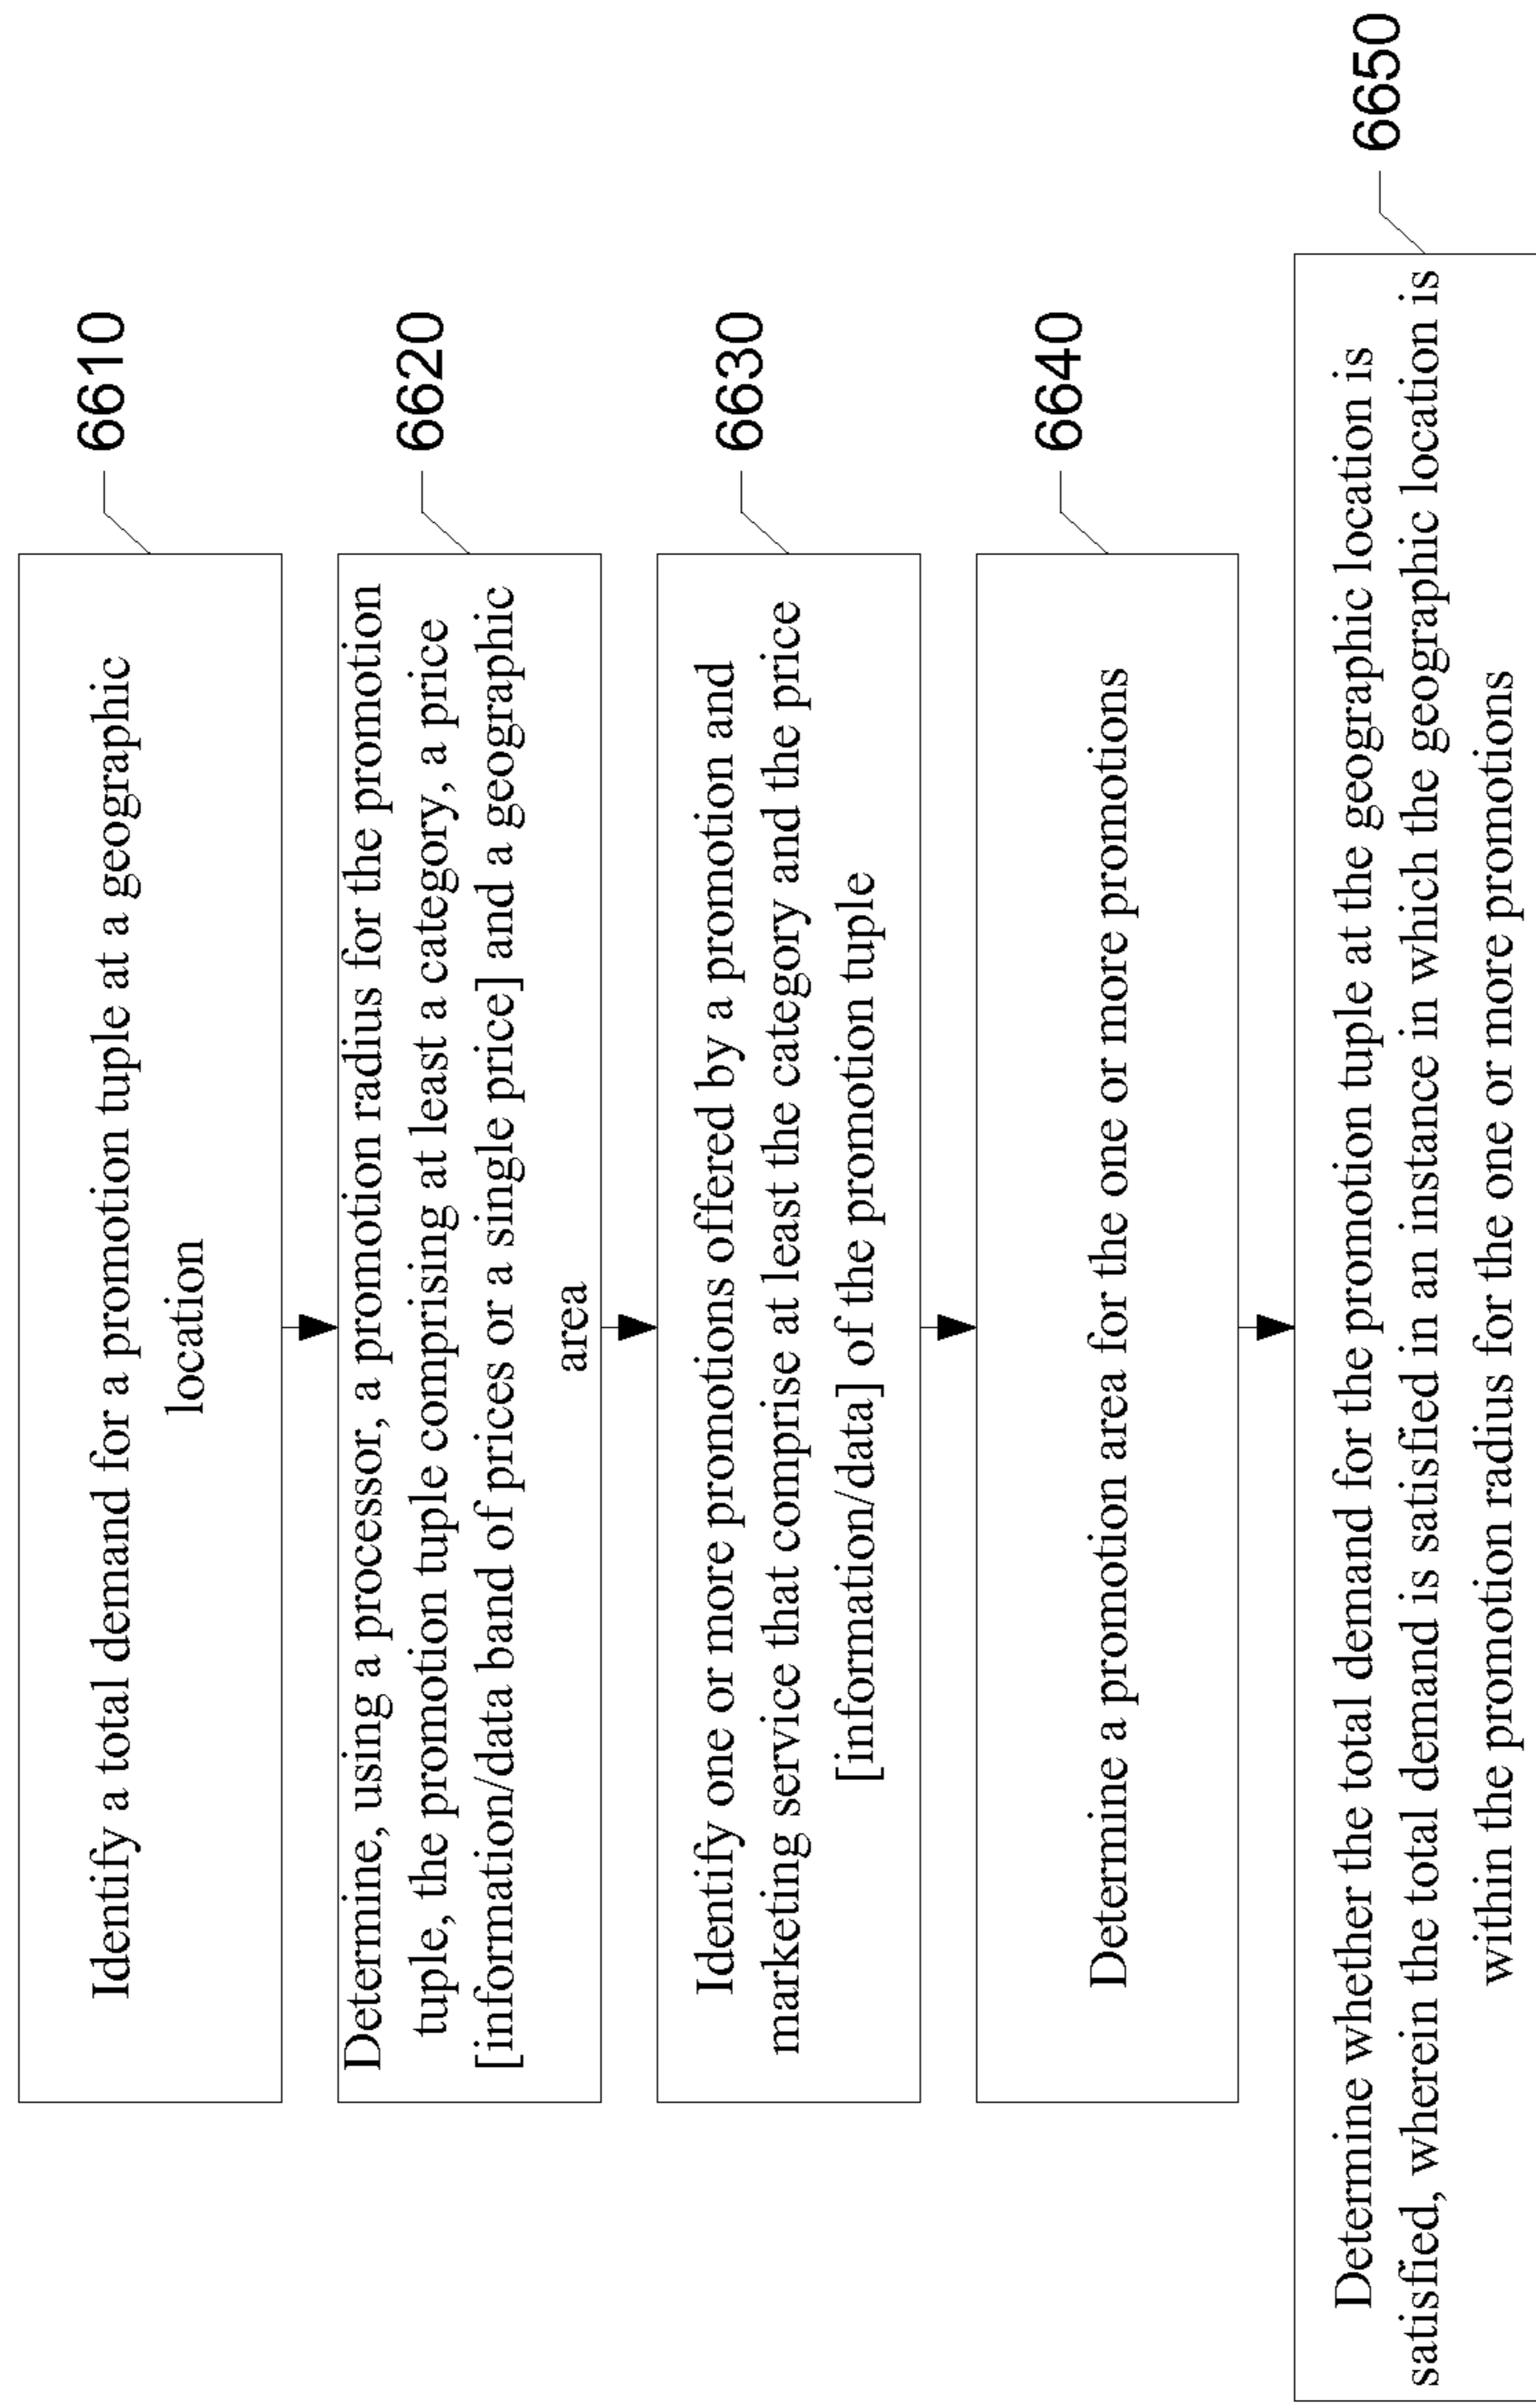 Identify a total demand for a promotion tuple at a geographic
location
6610
Determine, using a processor, a promotion radius for the promotion
tuple, the promotion tuple comprising at least a category, a price
[information/data band of prices or a single price] and a geographic
area
6620
Identify one or more promotions offered by a promotion and
marketing service that comprise at least the category and the price
[information/data] of the promotion tuple
6630
Determine a promotion area for the one or more promotions
6640
Determine whether the total demand for the promotion tuple at the geographic location is
satisfied, wherein the total demand is satisfied in an instance in which the geographic location is
within the promotion radius for the one or more promotions
6650